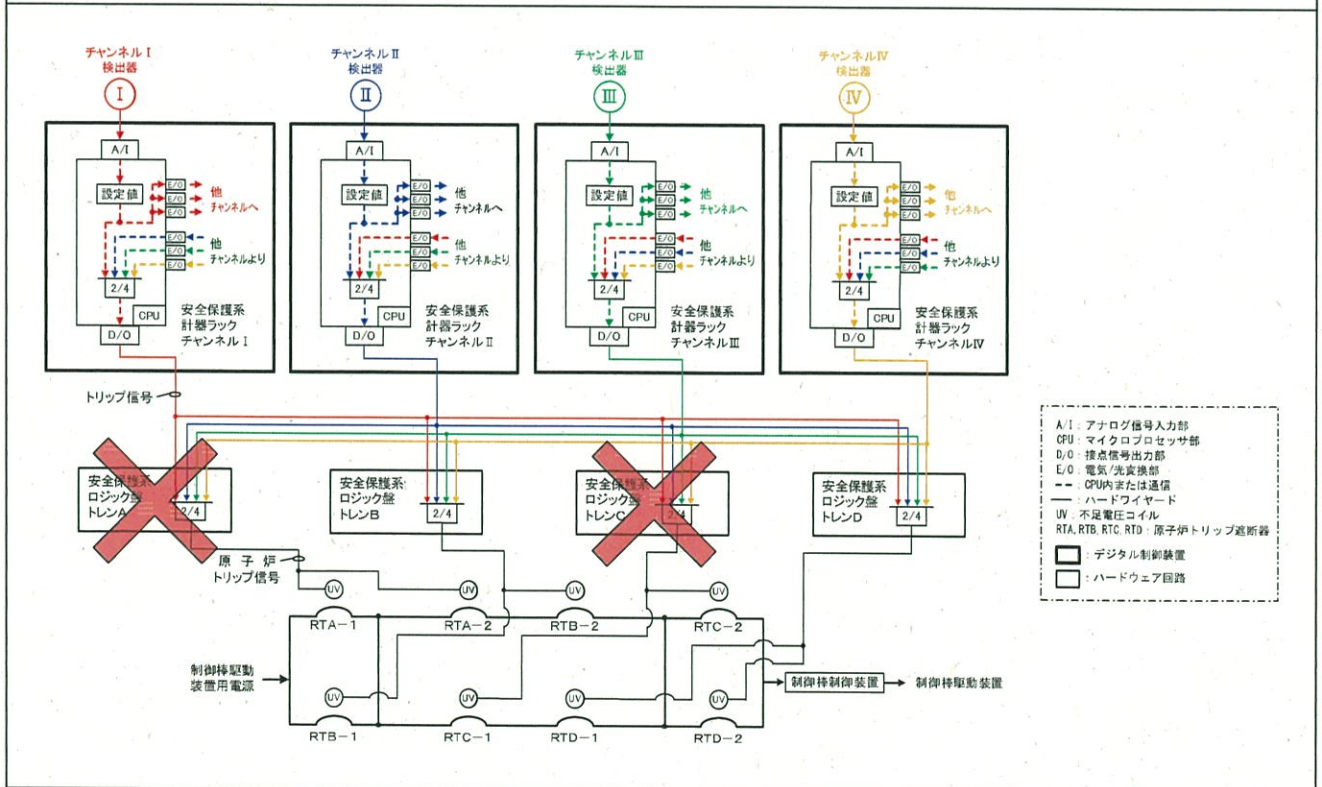 チャンネルⅠ
検出器
Ⅰ
チャンネルⅡ
検出器
Ⅱ
チャンネルⅢ
検出器
Ⅲ
チャンネルⅣ
検出器
Ⅳ
A/I
設定値
E/O
E/O
E/O
他
チャンネルへ
E/O
E/O
E/O
他
チャンネルより
2/4
CPU
D/O
安全保護系
計器ラック
チャンネルⅠ
A/I
設定値
E/O
E/O
E/O
他
チャンネルへ
E/O
E/O
E/O
他
チャンネルより
2/4
CPU
D/O
安全保護系
計器ラック
チャンネルⅡ
A/I
設定値
E/O
E/O
E/O
他
チャンネルへ
E/O
E/O
E/O
他
チャンネルより
2/4
CPU
D/O
安全保護系
計器ラック
チャンネルⅢ
A/I
設定値
E/O
E/O
E/O
他
チャンネルへ
E/O
E/O
E/O
他
チャンネルより
2/4
CPU
D/O
安全保護系
計器ラック
チャンネルⅣ
トリップ信号
安全保護系
ロジック盤
トレンA
2/4
安全保護系
ロジック盤
トレンB
2/4
安全保護系
ロジック盤
トレンC
2/4
安全保護系
ロジック盤
トレンD
2/4
原子炉
トリップ信号
UV
UV
UV
UV
RTA-1
RTA-2
RTB-2
RTC-2
制御棒駆動
装置用電源
UV
UV
UV
UV
制御棒制御装置
制御棒駆動装置
RTB-1
RTC-1
RTD-1
RTD-2
A/I:アナログ信号入力部
CPU:マイクロプロセッサ部
D/O:接点信号出力部
E/O:電気/光変換部
--:CPU内または通信
―:ハードワイヤード
UV:不足電圧コイル
RTA,RTB,RTC,RTD:原子炉トリップ遮断器
:デジタル制御装置
:ハードウェア回路